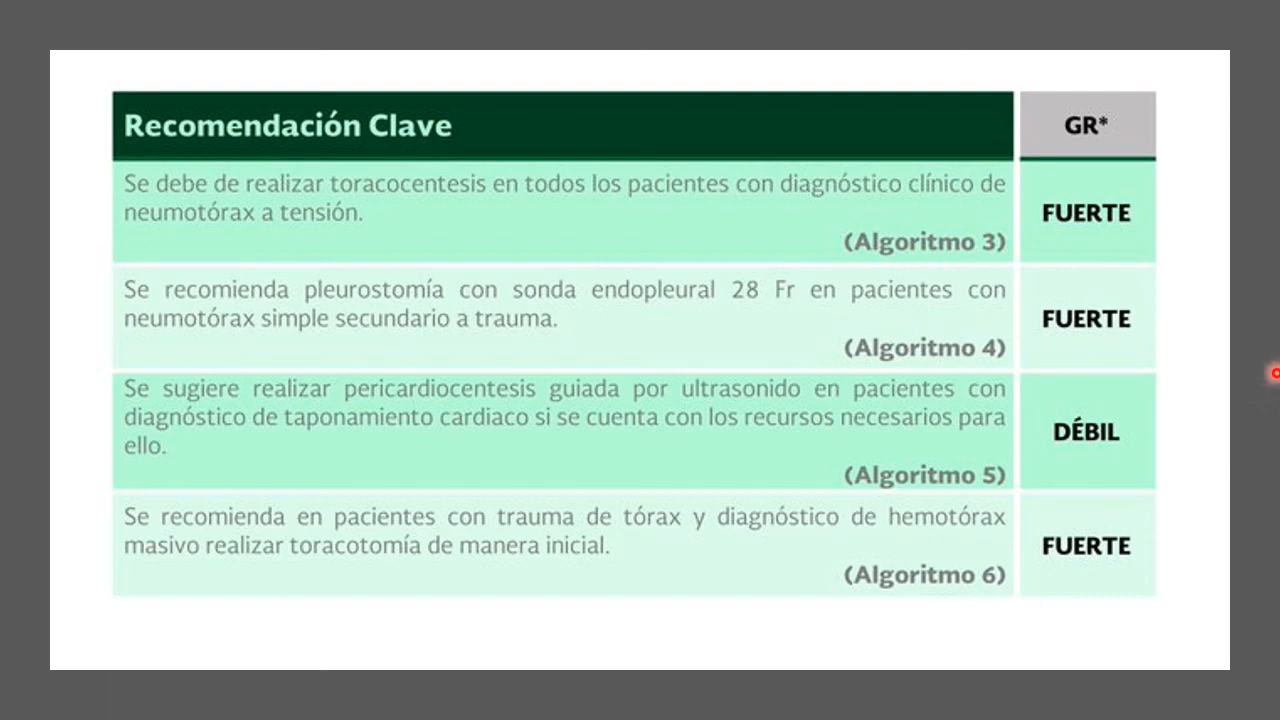 Recomendación Clave
GR*
Se debe de realizar toracocentesis en todos los pacientes con diagnóstico clínico de
neumotórax a tensión.
(Algoritmo 3)
FUERTE
Se recomienda pleurostomía con sonda endopleural 28 Fr en pacientes con
neumotórax simple secundario a trauma.
(Algoritmo 4)
FUERTE
Se sugiere realizar pericardiocentesis guiada por ultrasonido en pacientes con
diagnóstico de taponamiento cardiaco si se cuenta con los recursos necesarios para
ello.
(Algoritmo 5)
DÉBIL
Se recomienda en pacientes con trauma de tórax y diagnóstico de hemotórax
masivo realizar toracotomía de manera inicial.
(Algoritmo 6)
FUERTE